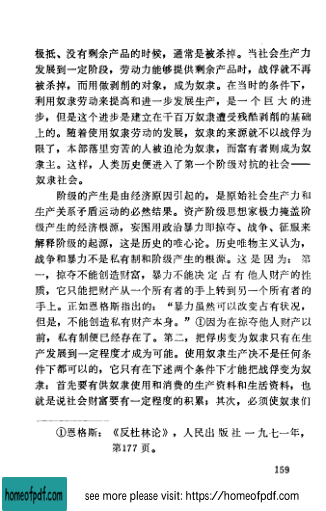 极抵、没有剩余产品的时候，通常是被杀掉。当社会生产力
发展到一定阶段，劳动力能够提供剩余产品时，战俘就不再
被杀掉，而用做剥削的对象，成为奴隶。在当时的条件下，
利用奴隶劳动来提高和进一步发展生产，是一个巨大的进
步，但是这个进步是建立在千百万奴隶遭受残酷剥削的基础
上的。随着使用奴隶劳动的发展，奴隶的来源就不以战俘为
限了，本部落里穷苦的人被迫沦为奴隶，而富有者则成为奴
隶主。这样，人类历史便进入了第一个阶级对抗的社会——
奴隶社会。
阶级的产生是由经济原因引起的，是原始社会生产力和
生产关系矛盾运动的必然结果。资产阶级思想家极力掩盖阶
级产生的经济根源，妄图用政治暴力即掠夺、战争、征服来
解释阶级的起源，这是历史的唯心论。历史唯物主义认为，
战争和暴力不是私有制和阶级产生的根源。这是因为：第
一，掠夺不能创造财富，暴力不能决定占有他人财产的性
质，它只能把财产从一个所有者的手上转到另一个所有者的
手上。正如恩格斯指出的：“暴力虽然可以改变占有状况，
但是，不能创造私有财产本身。”①因为在掠夺他人财产以
前，私有制便已经存在了。第二，把俘虏变为奴隶只有在生
产发展到一定程度才成为可能。使用奴隶生产决不是任何条
件下都可以的，它只有在下述两个条件下才能把战俘变为奴
隶：首先要有供奴隶使用和消费的生产资料和生活资料，也
就是说社会财富要有一定程度的积累；其次，必须使奴隶们
①恩格斯：《反杜林论》，人民出版社一九七一年，
第177页。
159
homeofpdf.com
see more please visit: https://homeofpdf.com